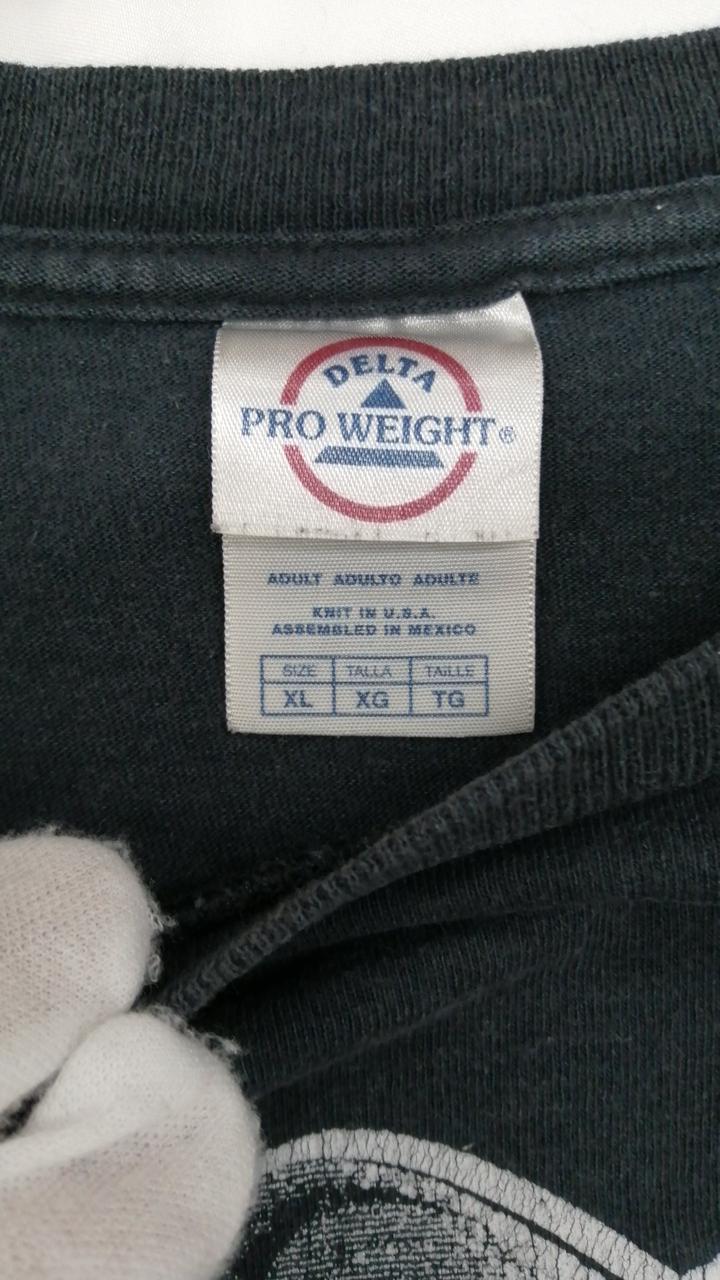 DELTA
PRO WEIGHT®
ADULT ADULTO ADULTE
KNIT IN U.S.A.
ASSEMBLED IN MEXICO
SIZE TALLA TAILLE
XL XG TG